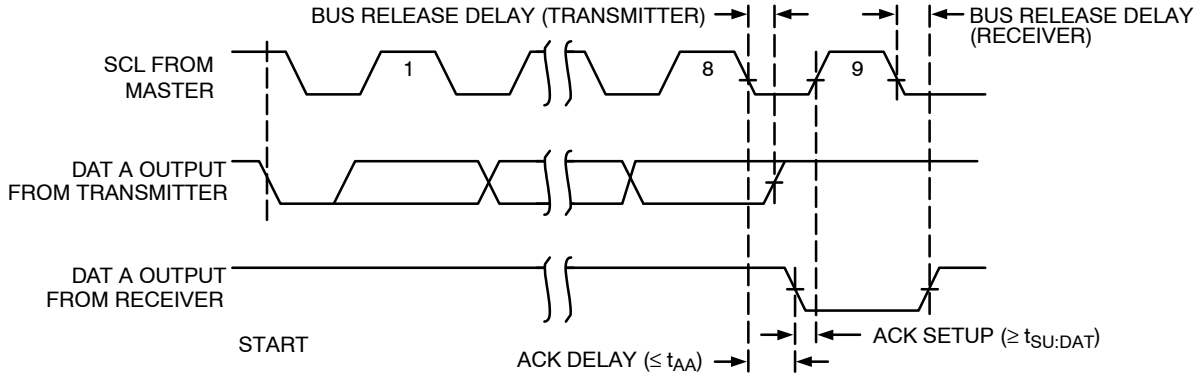 BUS RELEASE DELAY (TRANSMITTER)
BUS RELEASE DELAY
(RECEIVER)
SCL FROM
MASTER
1
8
9
DAT A OUTPUT
FROM TRANSMITTER
DAT A OUTPUT
FROM RECEIVER
START
ACK SETUP (≥ tSU:DAT)
ACK DELAY (≤ tAA)